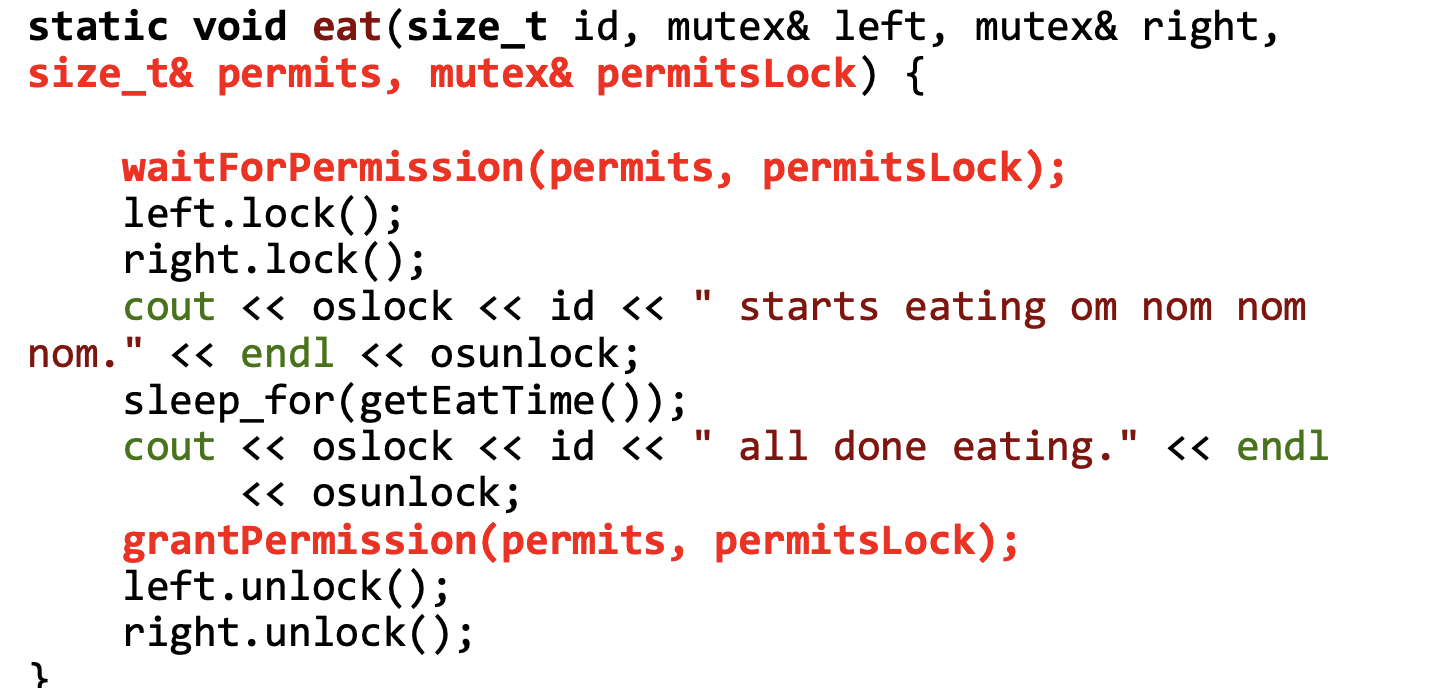 static void eat(size_t id, mutex& left, mutex& right,
size_t& permits, mutex& permitsLock) {
waitForPermission(permits, permitsLock);
left.lock();
right.lock();
cout << oslock << id << " starts eating om nom nom
nom." << endl << osunlock;
sleep_for(getEatTime());
cout << oslock << id << " all done eating." << endl
<< osunlock;
grantPermission(permits, permitsLock);
left.unlock();
right.unlock();
}